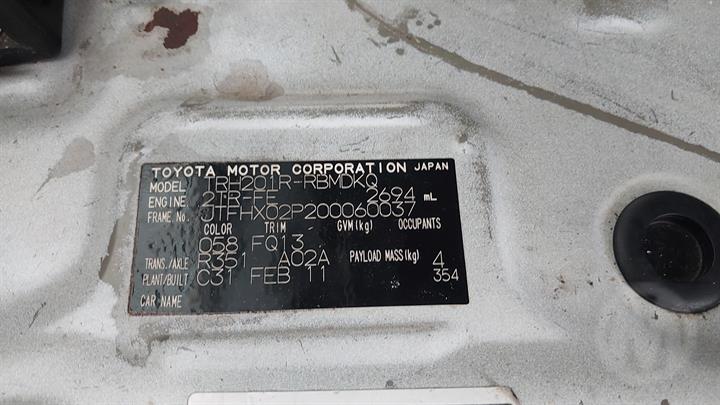 TOYOTA MOTOR CORPORATION JAPAN
MODEL TRH201R-RBMDKQ
ENGINE 2TR-FE 2694 mL
FRAME No. JTFHX02P200060037
COLOR TRIM GVM(kg) OCCUPANTS
058 FQ13
TRANS./AXLE R351 A02A PAYLOAD MASS(kg) 4
PLANT/BUILT C31 FEB 11 354
CAR NAME